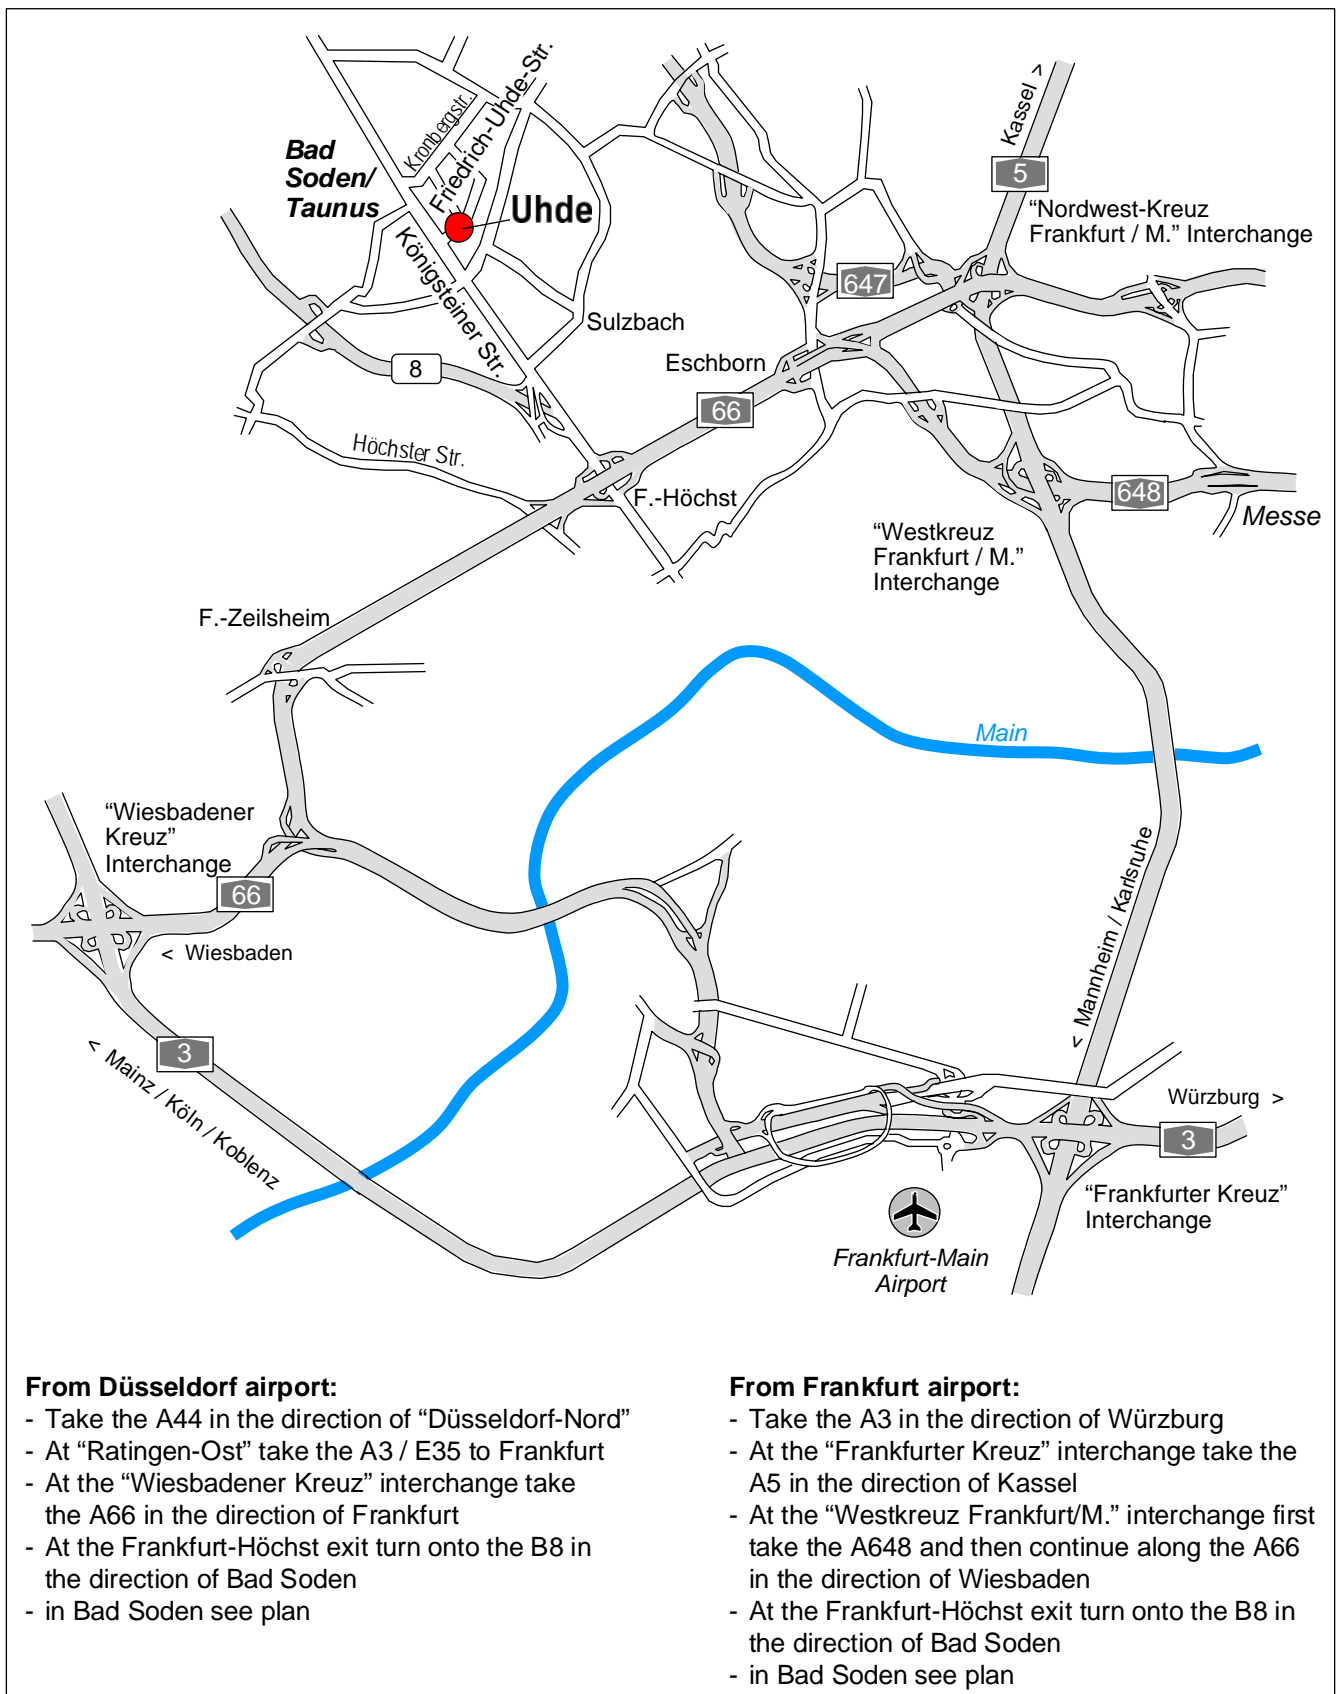 Kronbergstr.
Friedrich-Uhde-Str.
Bad
Soden/
Taunus
Uhde
Königsteiner Str.
Kassel >
5
“Nordwest-Kreuz
Frankfurt / M.” Interchange
647
Sulzbach
Eschborn
8
66
Höchster Str.
F.-Höchst
648
Messe
“Westkreuz
Frankfurt / M.”
Interchange
F.-Zeilsheim
Main
“Wiesbadener
Kreuz”
Interchange
66
< Wiesbaden
< Mannheim / Karlsruhe
3
< Mainz / Köln / Koblenz
Würzburg >
3
“Frankfurter Kreuz”
Interchange
Frankfurt-Main
Airport
From Düsseldorf airport:
- Take the A44 in the direction of “Düsseldorf-Nord”
- At “Ratingen-Ost” take the A3 / E35 to Frankfurt
- At the “Wiesbadener Kreuz” interchange take
the A66 in the direction of Frankfurt
- At the Frankfurt-Höchst exit turn onto the B8 in
the direction of Bad Soden
- in Bad Soden see plan
From Frankfurt airport:
- Take the A3 in the direction of Würzburg
- At the “Frankfurter Kreuz” interchange take the
A5 in the direction of Kassel
- At the “Westkreuz Frankfurt/M.” interchange first
take the A648 and then continue along the A66
in the direction of Wiesbaden
- At the Frankfurt-Höchst exit turn onto the B8 in
the direction of Bad Soden
- in Bad Soden see plan